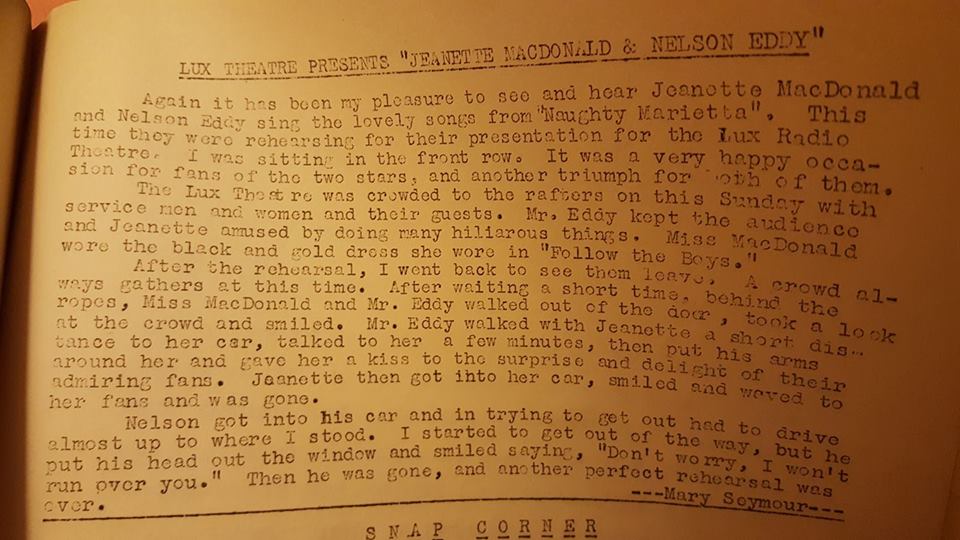 LUX THEATRE PRESENTS "JEANETTE MACDONALD & NELSON EDDY"
Again it has been my pleasure to see and hear Jeanette MacDonald
and Nelson Eddy sing the lovely songs from "Naughty Marietta". This
time they were rehearsing for their presentation for the Lux Radio
Theatre. I was sitting in the front row. It was a very happy occa-
sion for fans of the two stars, and another triumph for both of them.
The Lux Theatre was crowded to the rafters on this Sunday with
service men and women and their guests. Mr. Eddy kept the audience
and Jeanette amused by doing many hiliarous things. Miss MacDonald
wore the black and gold dress she wore in "Follow the Boys."
After the rehearsal, I went back to see them leave. A crowd al-
ways gathers at this time. After waiting a short time, behind the
ropes, Miss MacDonald and Mr. Eddy walked out of the door, took a look
at the crowd and smiled. Mr. Eddy walked with Jeanette a short dis-
tance to her car, talked to her a few minutes, then put his arms
around her and gave her a kiss to the surprise and delight of their
admiring fans. Jeanette then got into her car, smiled and waved to
her fans and was gone.
Nelson got into his car and in trying to get out had to drive
almost up to where I stood. I started to get out of the way, but he
put his head out the window and smiled saying, "Don't worry, I won't
run over you." Then he was gone, and another perfect rehearsal was
over.
---Mary Seymour---
SNAP CORNER